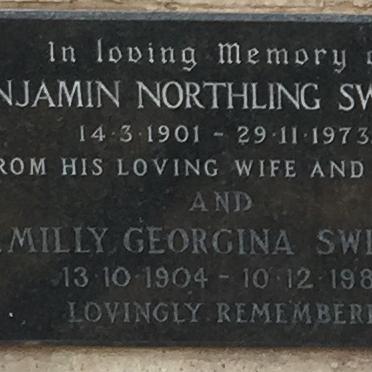 In loving Memory o
NJAMIN NORTHLING SW
14·3·1901 - 29·11·1973
ROM HIS LOVING WIFE AND
AND
MILLY GEORGINA SWI
13·10·1904 - 10·12·198
LOVINGLY REMEMBERE